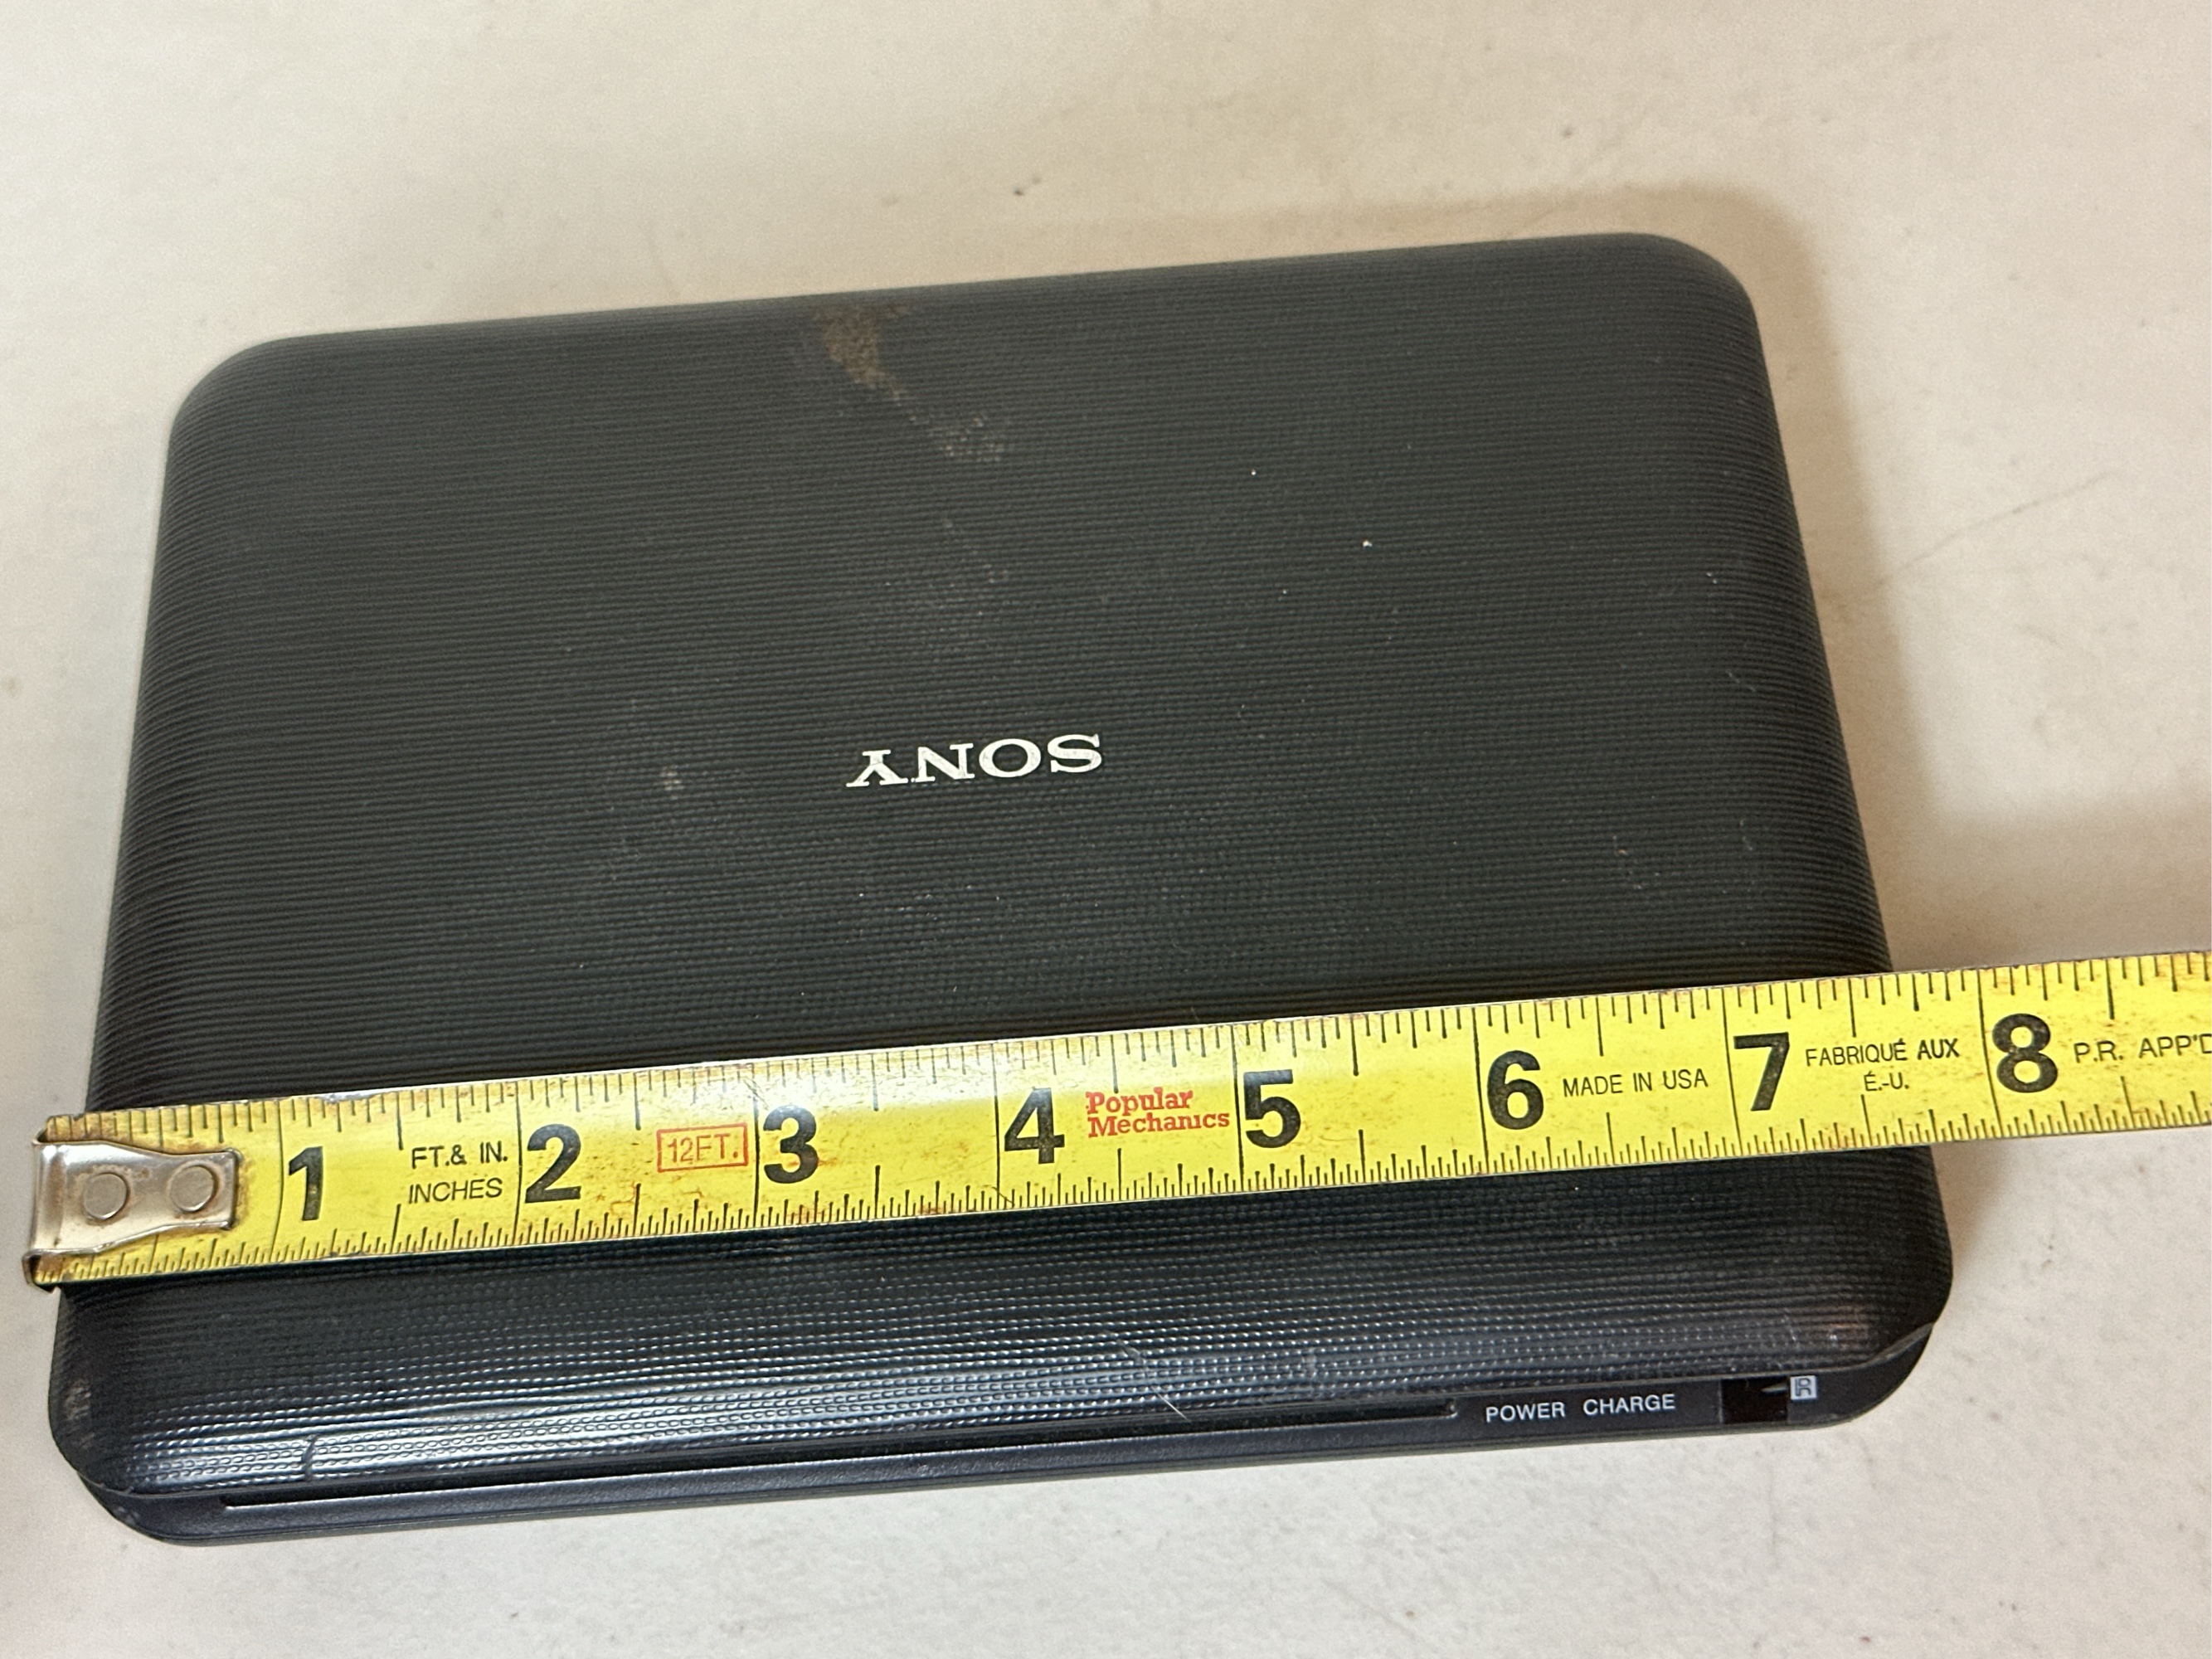 SONY
1
FT.& IN.
INCHES
2
12FT.
3
4
Popular
Mechanics
5
6
MADE IN USA
7
FABRIQUÉ AUX
É.-U.
8
P.R. APP'D
POWER CHARGE
R